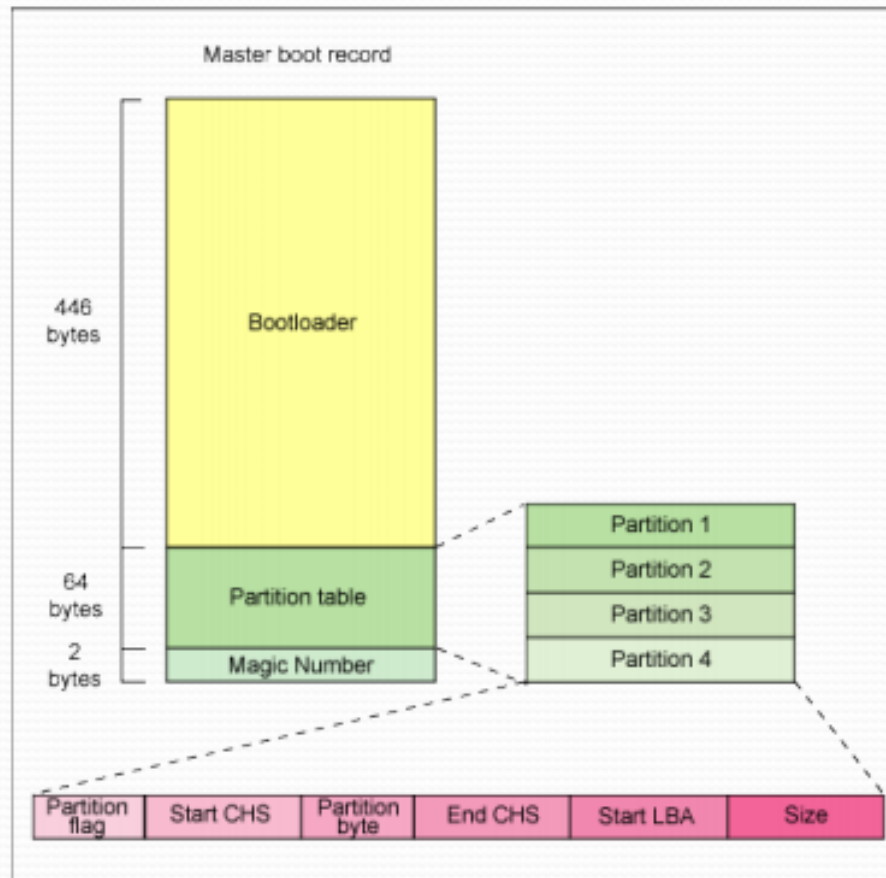 Master boot record
446
bytes
Bootloader
Partition 1
Partition 2
64
bytes
Partition table
Partition 3
2
bytes
Magic Number
Partition 4
Partition
flag
Start CHS
Partition
byte
End CHS
Start LBA
Size